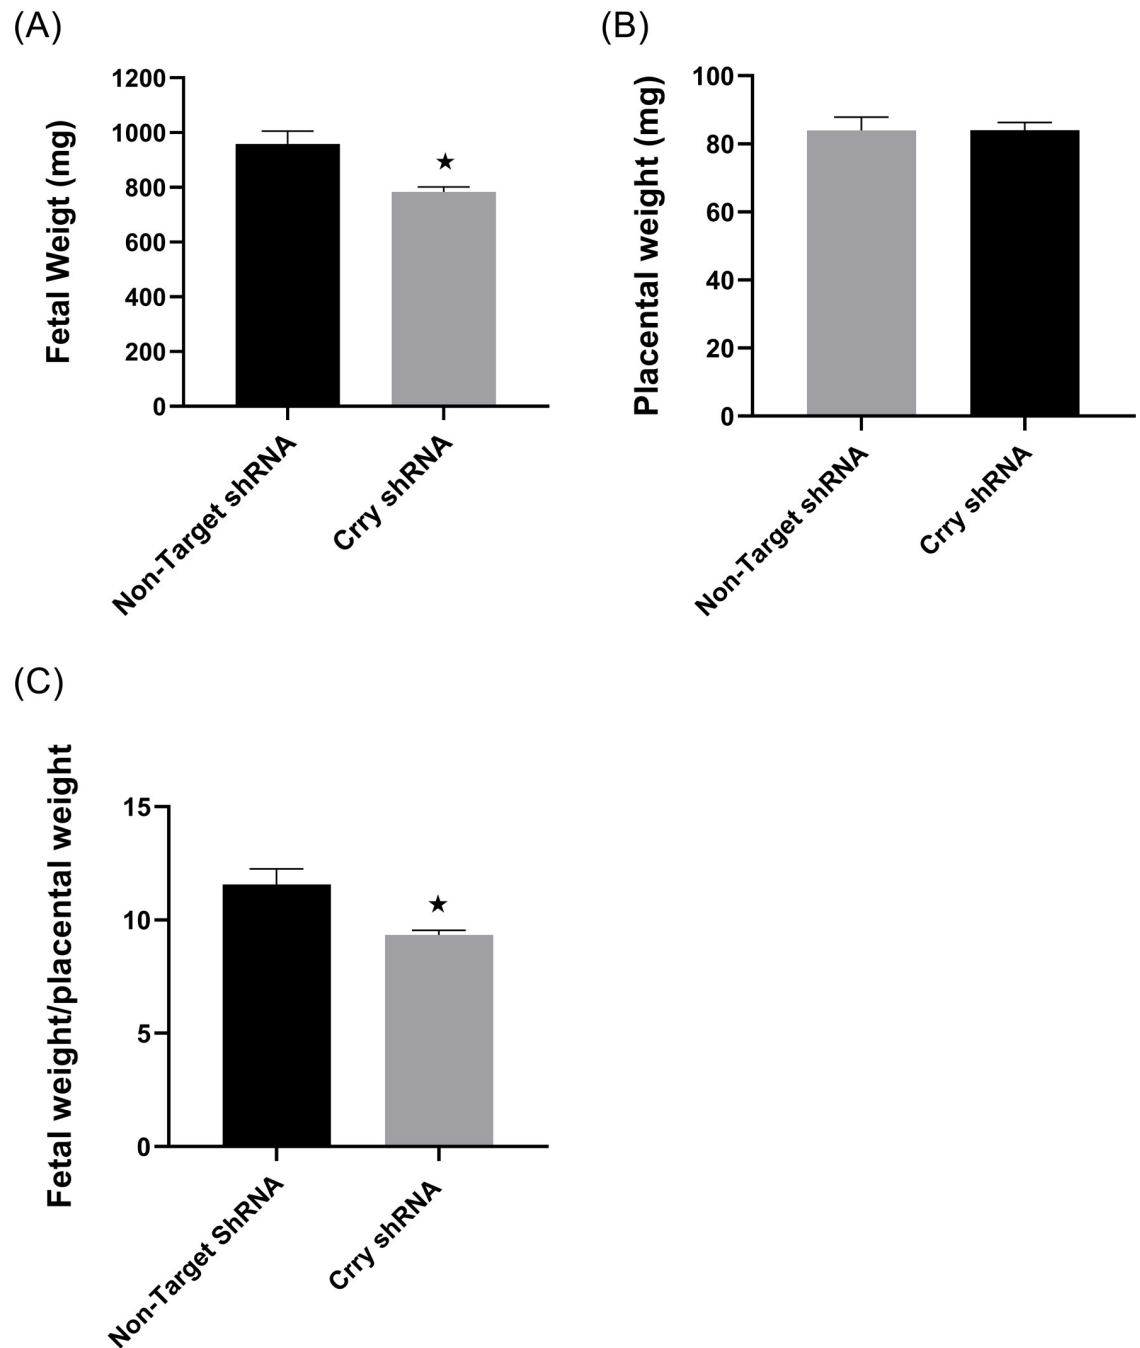 (A)
Fetal Weigt (mg)
1200
1000
800
600
400
200
0
★
Non-Target shRNA
Crry shRNA
(B)
Placental weight (mg)
100
80
60
40
20
0
Non-Target shRNA
Crry shRNA
(C)
Fetal weight/placental weight
15
10
5
0
★
Non-Target ShRNA
Crry shRNA